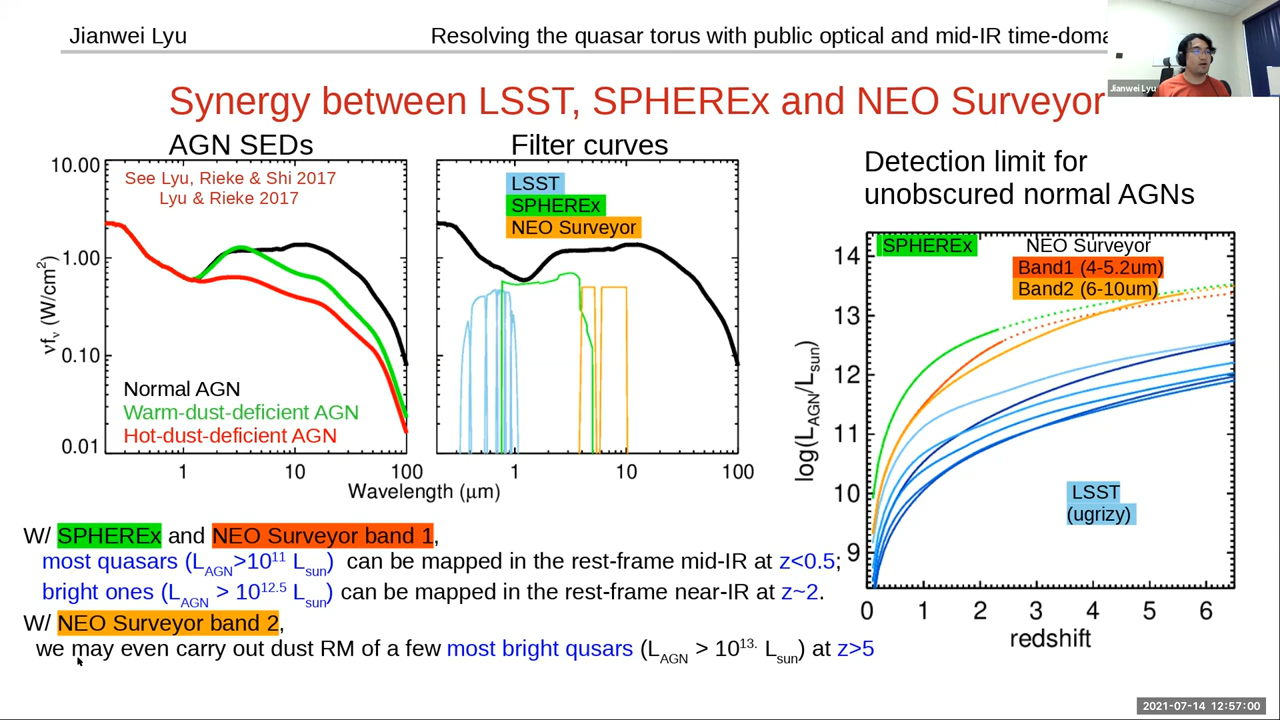 Jianwei Lyu
Resolving the quasar torus with public optical and mid-IR time-doma
Jianwei Lyu
Synergy between LSST, SPHEREx and NEO Surveyor
AGN SEDs
Filter curves
See Lyu, Rieke & Shi 2017
Lyu & Rieke 2017
10.00
1.00
0.10
0.01
νfν (W/cm²)
Normal AGN
Warm-dust-deficient AGN
Hot-dust-deficient AGN
1 10 100
LSST
SPHEREx
NEO Surveyor
1 10 100
Wavelength (μm)
Detection limit for
unobscured normal AGNs
SPHEREx
NEO Surveyor
Band1 (4-5.2um)
Band2 (6-10um)
LSST
(ugrizy)
14
13
12
11
10
9
log(LAGN/Lsun)
0 1 2 3 4 5 6
redshift
W/ SPHEREx and NEO Surveyor band 1,
most quasars (LAGN>10¹¹ Lsun) can be mapped in the rest-frame mid-IR at z<0.5;
bright ones (LAGN > 10¹²·⁵ Lsun) can be mapped in the rest-frame near-IR at z~2.
W/ NEO Surveyor band 2,
we may even carry out dust RM of a few most bright qusars (LAGN > 10¹³· Lsun) at z>5
2021-07-14 12:57:00